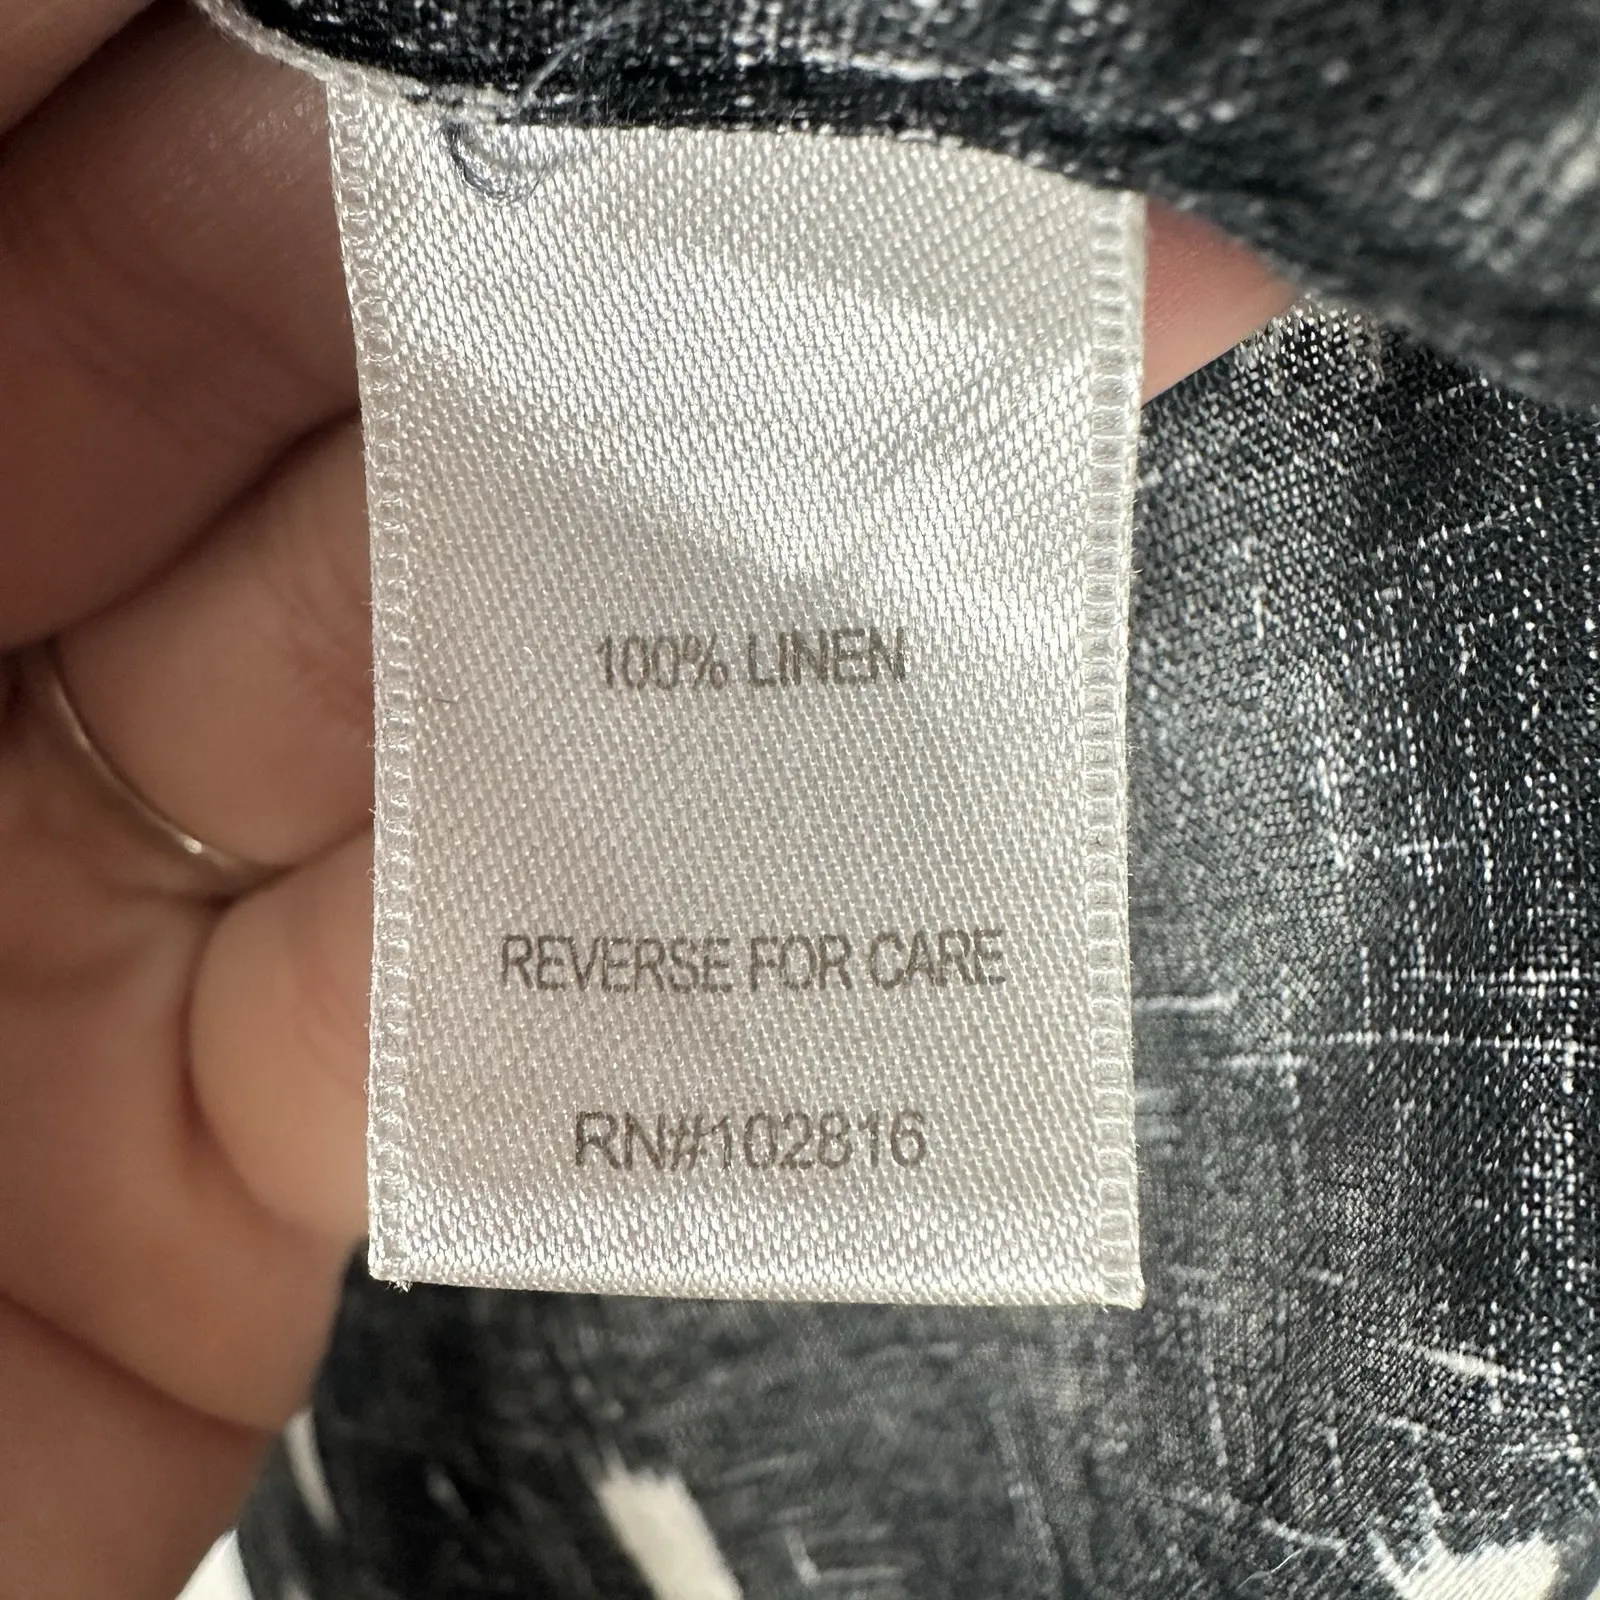 100% LINEN
REVERSE FOR CARE
RN#102816